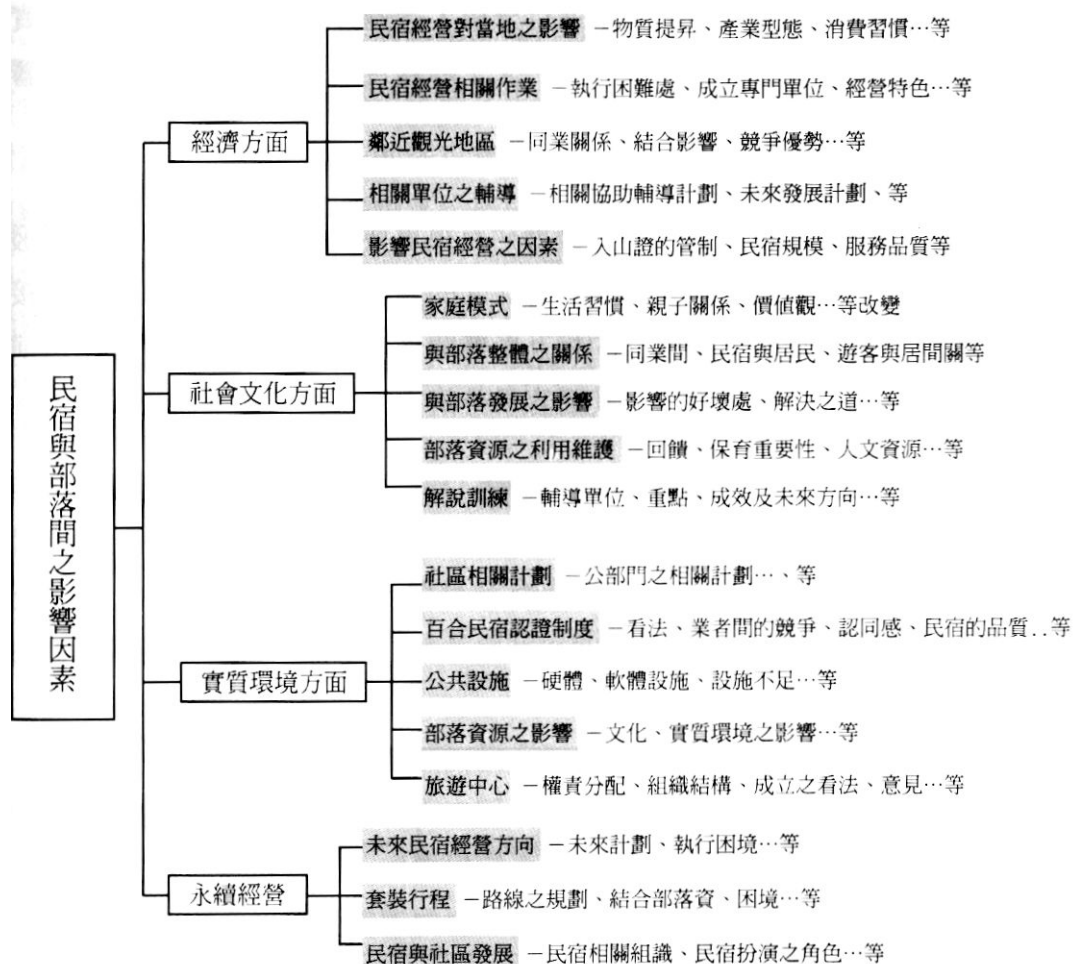 民宿與部落間之影響因素
經濟方面
民宿經營對當地之影響 －物質提昇、產業型態、消費習慣…等
民宿經營相關作業 －執行困難處、成立專門單位、經營特色…等
鄰近觀光地區 －同業關係、結合影響、競爭優勢…等
相關單位之輔導 －相關協助輔導計劃、未來發展計劃、等
影響民宿經營之因素 －入山證的管制、民宿規模、服務品質等
社會文化方面
家庭模式 －生活習慣、親子關係、價值觀…等改變
與部落整體之關係 －同業間、民宿與居民、遊客與居間關等
與部落發展之影響 －影響的好壞處、解決之道…等
部落資源之利用維護 －回饋、保育重要性、人文資源…等
解說訓練 －輔導單位、重點、成效及未來方向…等
實質環境方面
社區相關計劃 －公部門之相關計劃…、等
百合民宿認證制度 －看法、業者間的競爭、認同感、民宿的品質..等
公共設施 －硬體、軟體設施、設施不足…等
部落資源之影響 －文化、實質環境之影響…等
旅遊中心 －權責分配、組織結構、成立之看法、意見…等
永續經營
未來民宿經營方向 －未來計劃、執行困境…等
套裝行程 －路線之規劃、結合部落資、困境…等
民宿與社區發展 －民宿相關組識、民宿扮演之角色…等